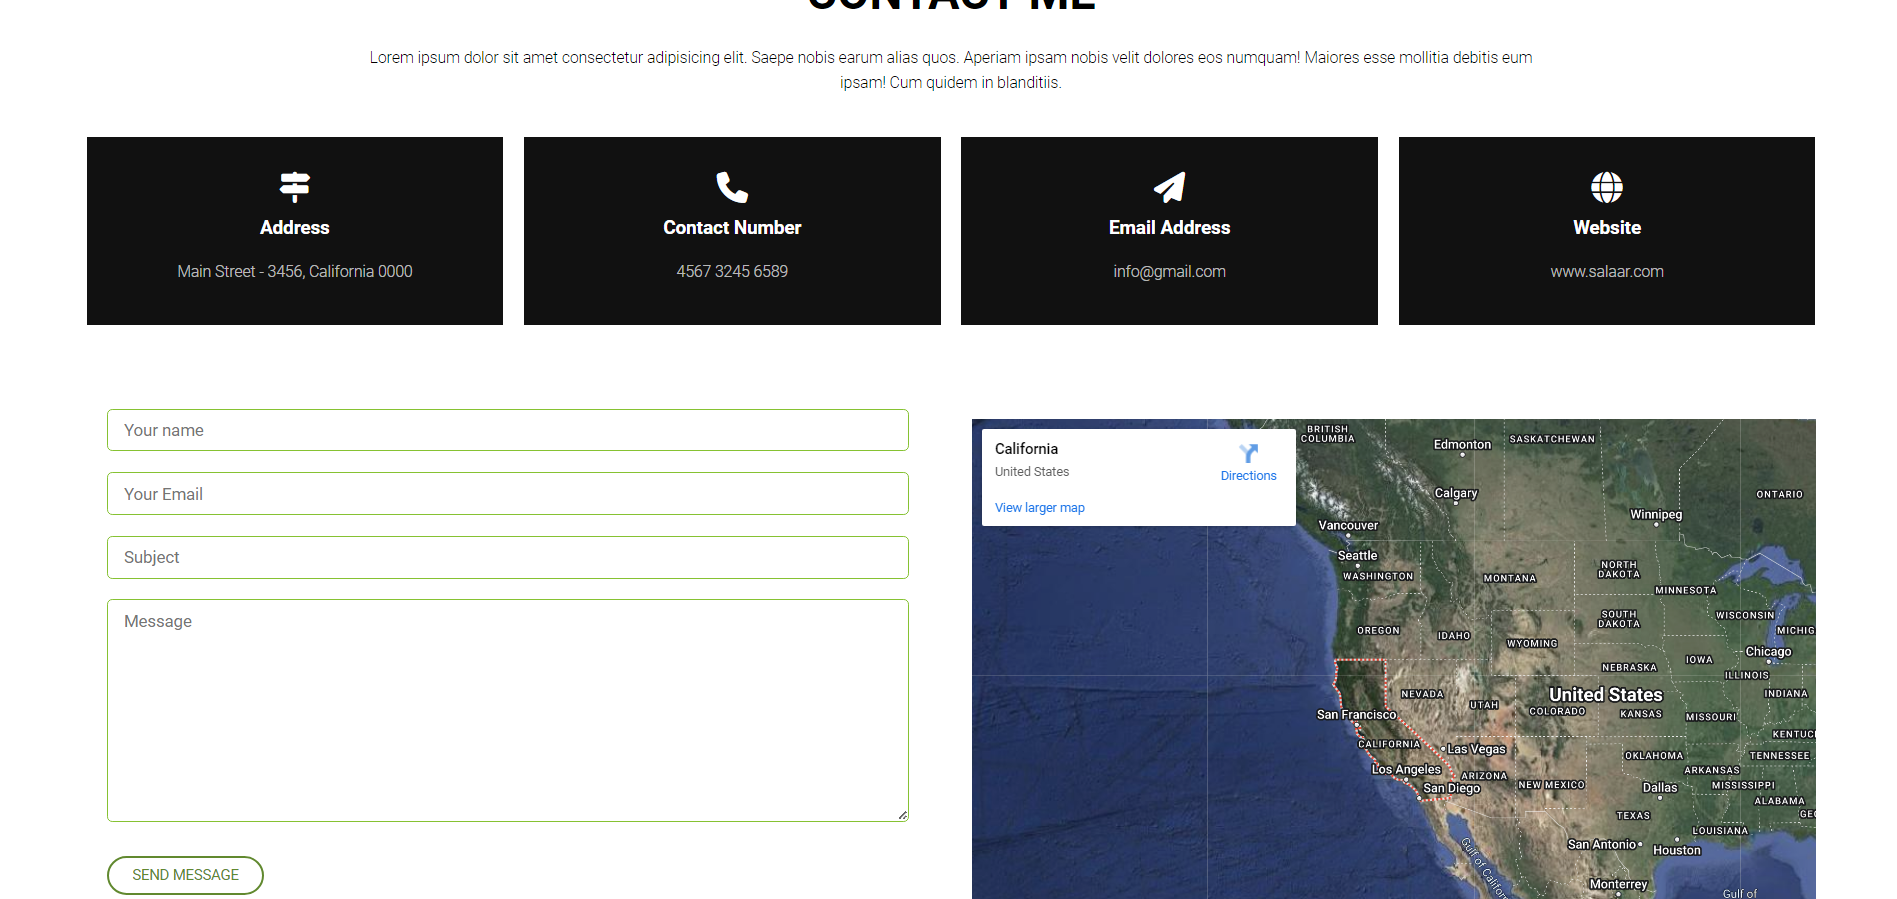 CONTACT ME
Lorem ipsum dolor sit amet consectetur adipisicing elit. Saepe nobis earum alias quos. Aperiam ipsam nobis velit dolores eos numquam! Maiores esse mollitia debitis eum
ipsam! Cum quidem in blanditiis.
Address
Main Street - 3456, California 0000
Contact Number
4567 3245 6589
Email Address
info@gmail.com
Website
www.salaar.com
Your name
Your Email
Subject
Message
SEND MESSAGE
California
United States
Directions
View larger map
BRITISH
COLUMBIA
Edmonton
SASKATCHEWAN
Calgary
ONTARIO
Winnipeg
Vancouver
Seattle
WASHINGTON
MONTANA
NORTH
DAKOTA
MINNESOTA
SOUTH
DAKOTA
WISCONSIN
MICHIG
OREGON
IDAHO
WYOMING
Chicago
IOWA
NEBRASKA
ILLINOIS
INDIANA
NEVADA
United States
UTAH
COLORADO
KANSAS
MISSOURI
San Francisco
KENTUC
CALIFORNIA
Las Vegas
OKLAHOMA
TENNESSEE
Los Angeles
ARIZONA
ARKANSAS
San Diego
NEW MEXICO
Dallas
MISSISSIPPI
ALABAMA
TEXAS
GEO
LOUISIANA
San Antonio
Houston
Gulf of Californ
Monterrey
Gulf of